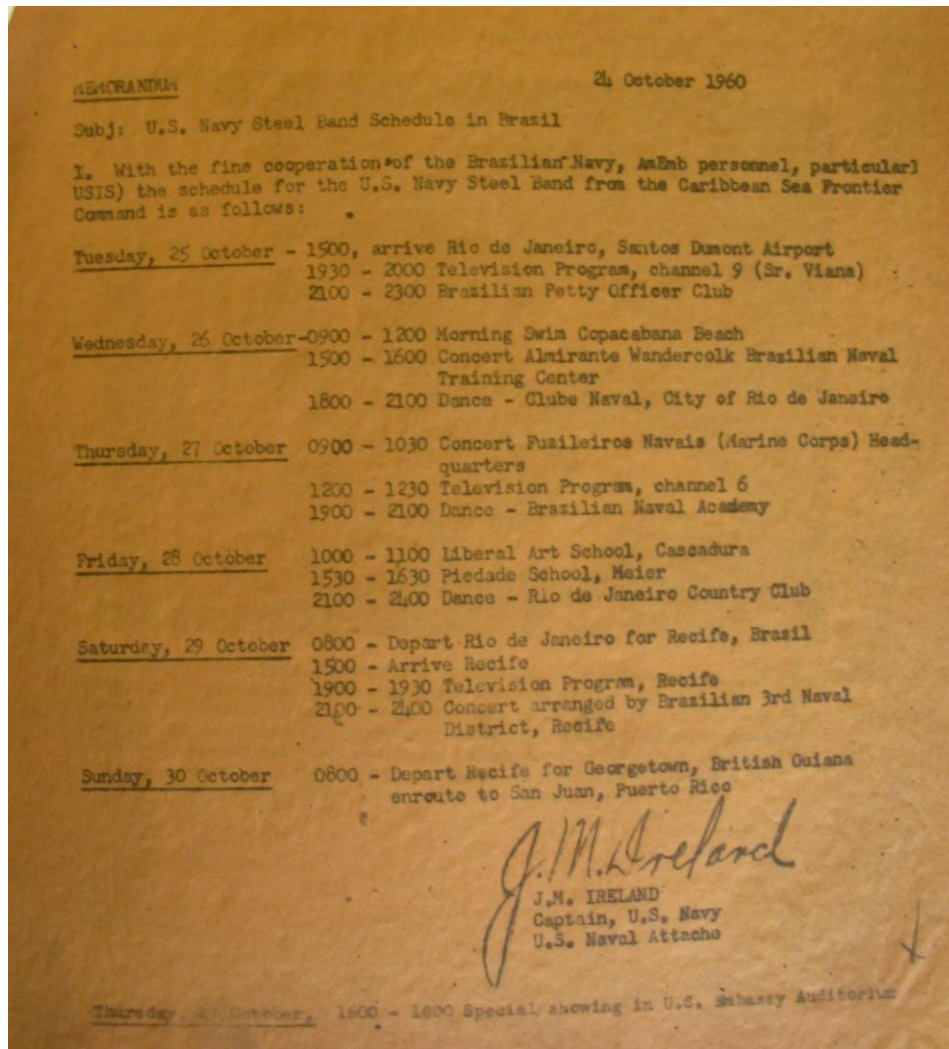 MEMORANDUM
24 October 1960
Subj: U.S. Navy Steel Band Schedule in Brazil
1. With the fine cooperation of the Brazilian Navy, AmEmb personnel, particularl
USIS) the schedule for the U.S. Navy Steel Band from the Caribbean Sea Frontier
Command is as follows:
Tuesday, 25 October - 1500, arrive Rio de Janeiro, Santos Dumont Airport
1930 - 2000 Television Program, channel 9 (Sr. Viana)
2100 - 2300 Brazilian Petty Officer Club
Wednesday, 26 October-0900 - 1200 Morning Swim Copacabana Beach
1500 - 1600 Concert Almirante Wandercolk Brazilian Naval
Training Center
1800 - 2100 Dance - Clube Naval, City of Rio de Janeiro
Thursday, 27 October 0900 - 1030 Concert Fuzileiros Navais (Marine Corps) Head-
quarters
1200 - 1230 Television Program, channel 6
1900 - 2100 Dance - Brazilian Naval Academy
Friday, 28 October 1000 - 1100 Liberal Art School, Cascadura
1530 - 1630 Piedade School, Meier
2100 - 2400 Dance - Rio de Janeiro Country Club
Saturday, 29 October 0800 - Depart Rio de Janeiro for Recife, Brasil
1500 - Arrive Recife
1900 - 1930 Television Program, Recife
2100 - 2400 Concert arranged by Brazilian 3rd Naval
District, Recife
Sunday, 30 October 0800 - Depart Recife for Georgetown, British Guiana
enroute to San Juan, Puerto Rico
J.M. Ireland
J.M. IRELAND
Captain, U.S. Navy
U.S. Naval Attache
Thursday, 27 October, 1600 - 1800 Special showing in U.S. Embassy Auditorium